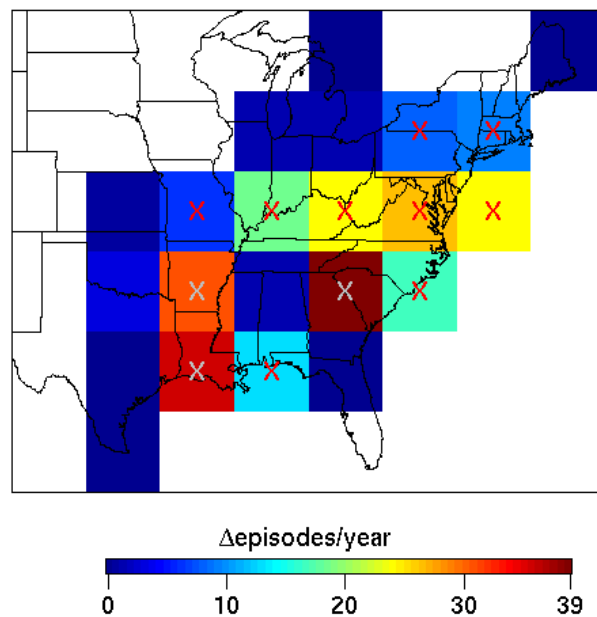 X X
X X X X X
X X X
X X
Δepisodes/year
0 10 20 30 39